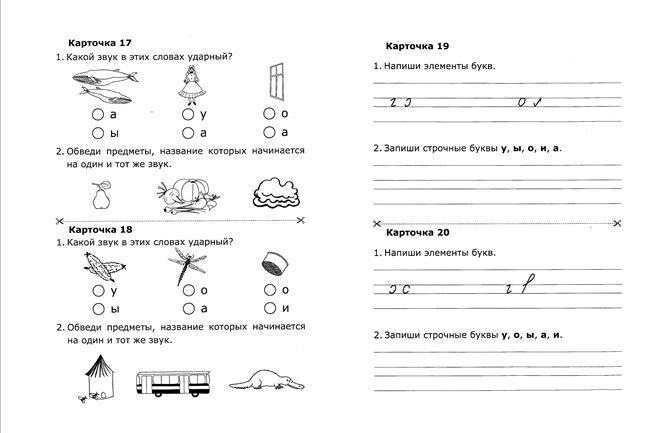 Карточка 17
1. Какой звук в этих словах ударный?
а у о
ы а а
2. Обведи предметы, название которых начинается
на один и тот же звук.
Карточка 18
1. Какой звук в этих словах ударный?
у о о
ы а и
2. Обведи предметы, название которых начинается
на один и тот же звук.
Карточка 19
1. Напиши элементы букв.
2. Запиши строчные буквы у, ы, о, и, а.
Карточка 20
1. Напиши элементы букв.
2. Запиши строчные буквы у, о, ы, а, и.